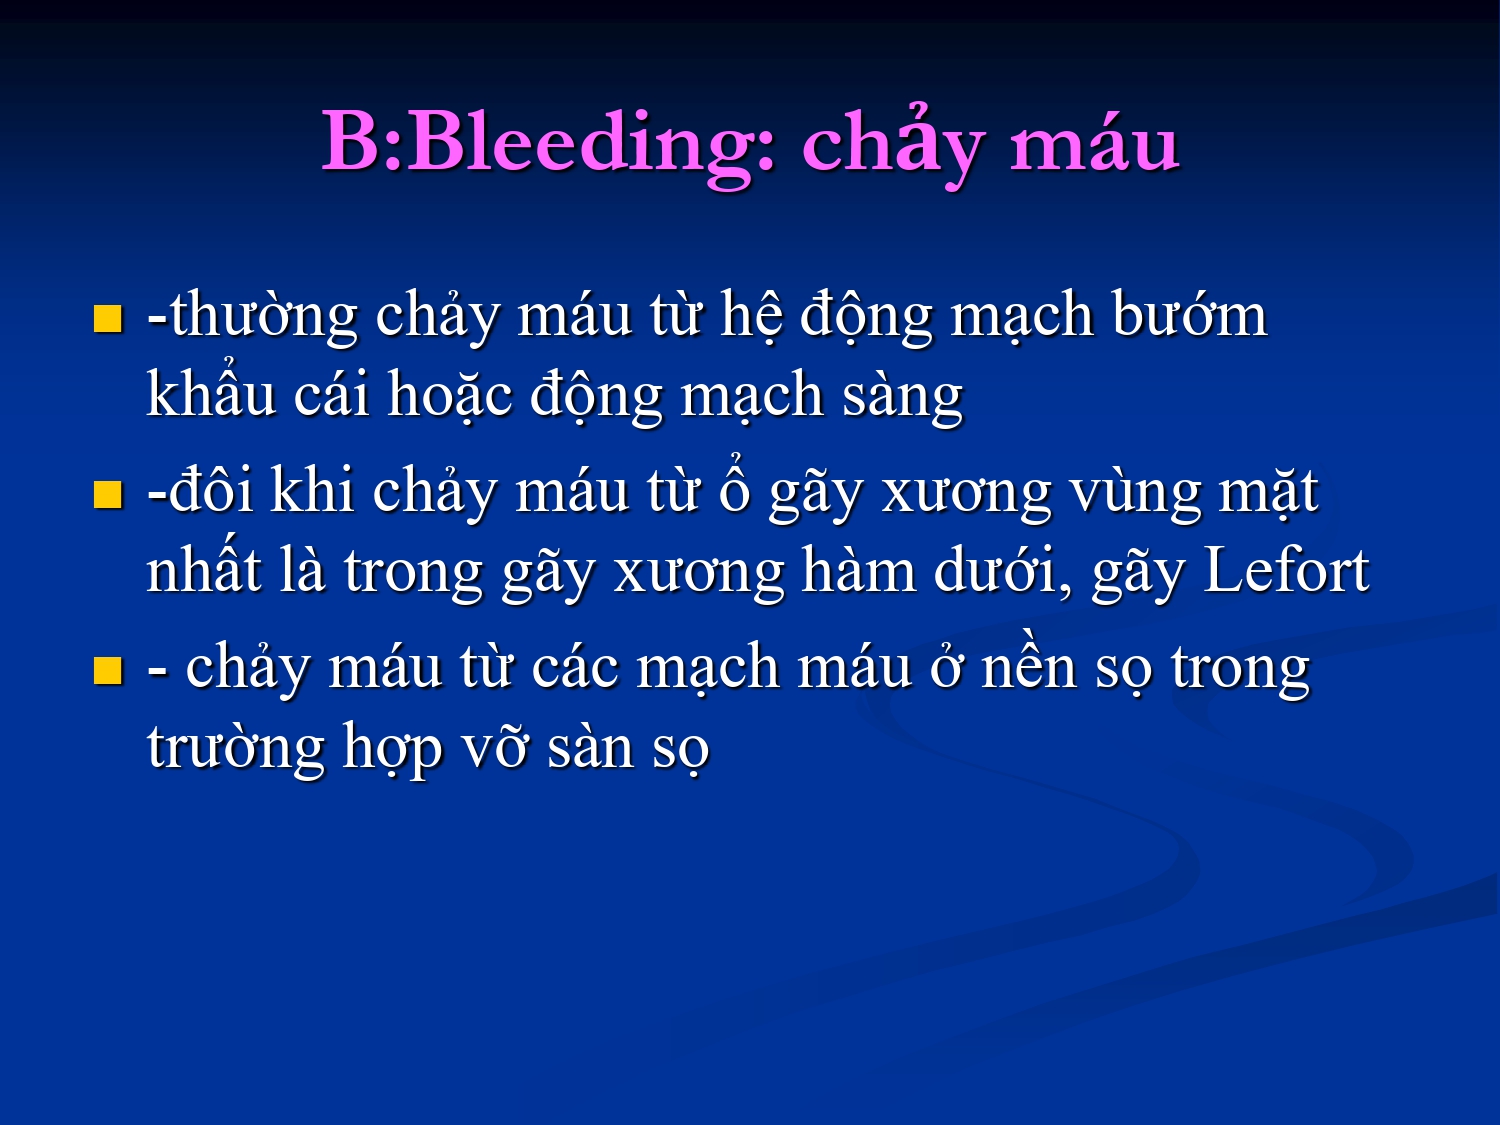 B:Bleeding: chảy máu
-thường chảy máu từ hệ động mạch bướm
khẩu cái hoặc động mạch sàng
-đôi khi chảy máu từ ổ gãy xương vùng mặt
nhất là trong gãy xương hàm dưới, gãy Lefort
- chảy máu từ các mạch máu ở nền sọ trong
trường hợp vỡ sàn sọ